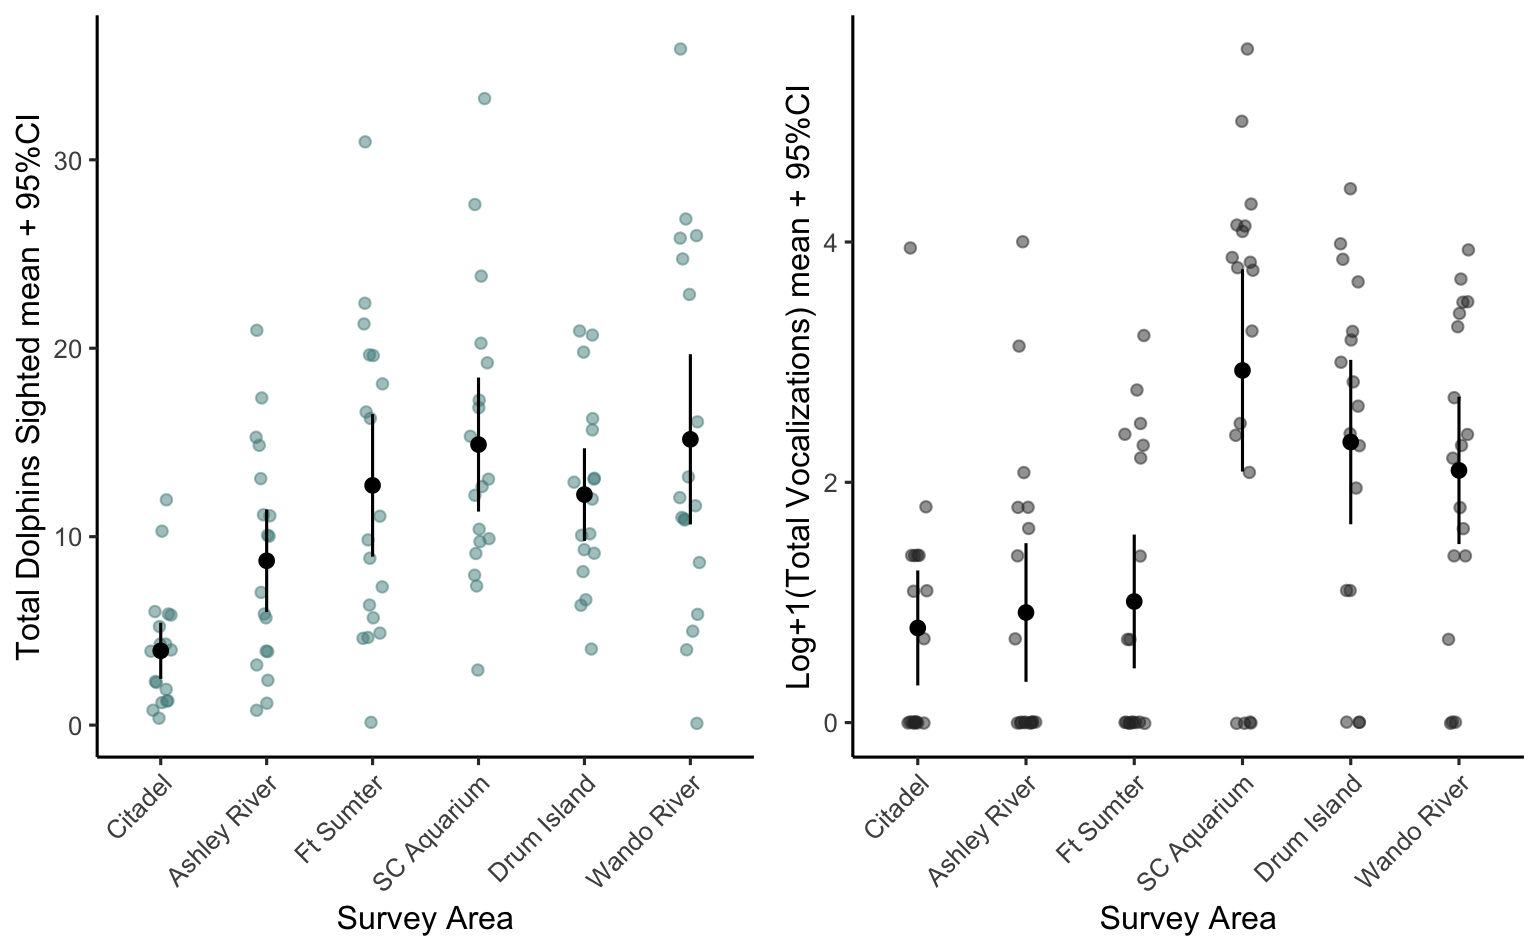 Total Dolphins Sighted mean + 95%CI
30
20
10
0
Citadel
Ashley River
Ft Sumter
SC Aquarium
Drum Island
Wando River
Survey Area
Log+1(Total Vocalizations) mean + 95%CI
4
2
0
Citadel
Ashley River
Ft Sumter
SC Aquarium
Drum Island
Wando River
Survey Area